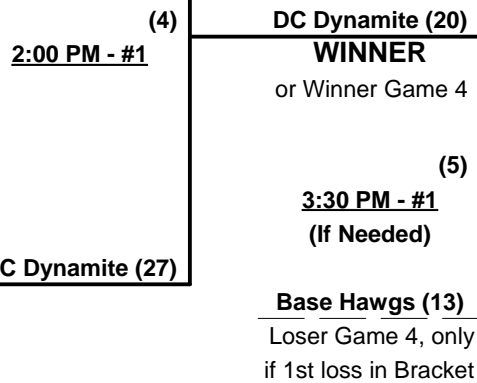 (4)
2:00 PM - #1
DC Dynamite (20)
WINNER
or Winner Game 4
(5)
3:30 PM - #1
(If Needed)
C Dynamite (27)
Base Hawgs (13)
Loser Game 4, only
if 1st loss in Bracket